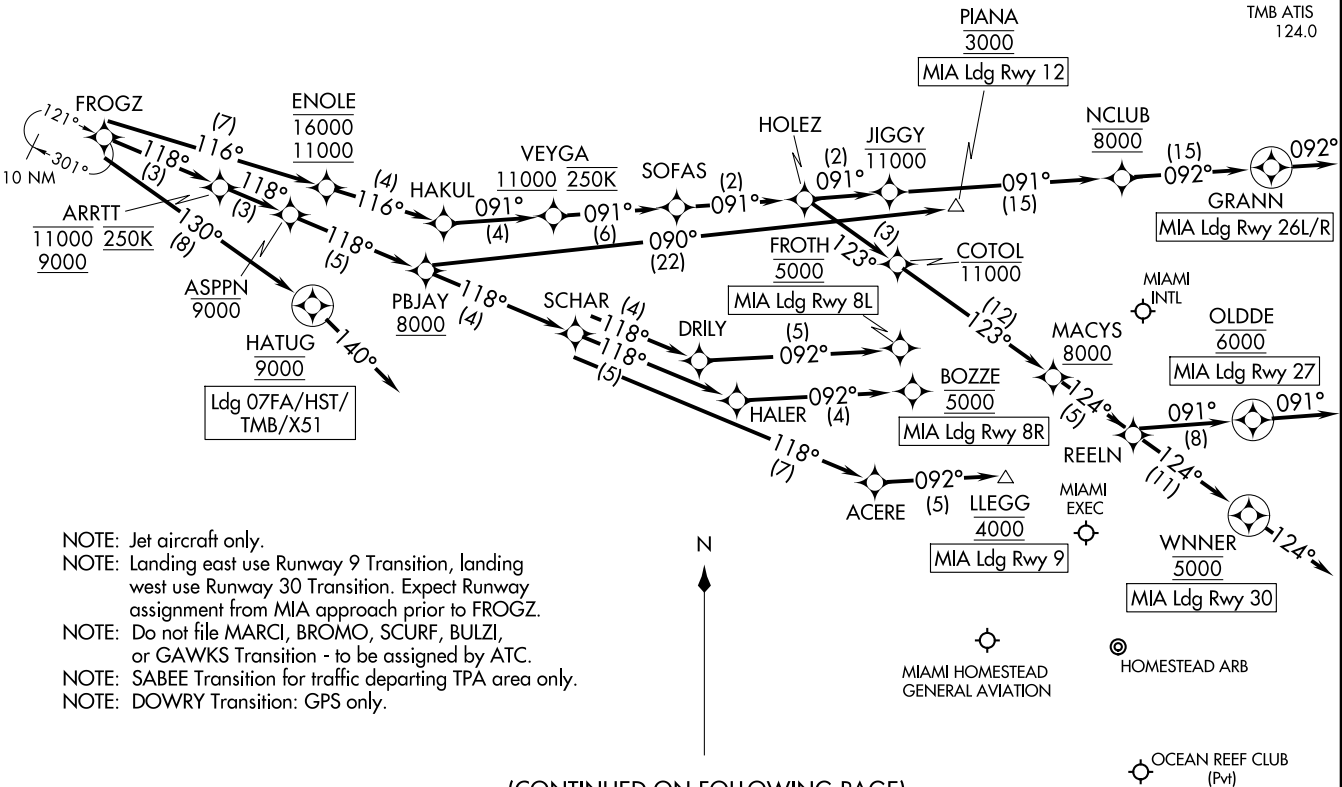 TMB ATIS
124.0
PIANA
3000
MIA Ldg Rwy 12
FROGZ
121°
301°
10 NM
(7)
116°
ENOLE
16000
11000
118°
(3)
118°
(3)
ARRTT
11000 250K
9000
130°
(8)
ASPPN
9000
HATUG
9000
140°
Ldg 07FA/HST/
TMB/X51
(4)
116°
HAKUL
091°
(4)
VEYGA
11000 250K
091°
(6)
SOFAS
(2)
091°
HOLEZ
(2)
091°
JIGGY
11000
091°
(15)
NCLUB
8000
(15)
092°
GRANN
092°
MIA Ldg Rwy 26L/R
118°
(5)
PBJAY
8000
090°
(22)
118°
(4)
SCHAR
(4)
118°
DRILY
(5)
092°
FROTH
5000
MIA Ldg Rwy 8L
118°
(5)
HALER
092°
(4)
BOZZE
5000
MIA Ldg Rwy 8R
118°
(7)
ACERE
092°
(5)
LLEGG
4000
MIA Ldg Rwy 9
(3)
123°
COTOL
11000
(12)
123°
MACYS
8000
MIAMI
INTL
124°
(5)
REELN
091°
(8)
OLDDE
6000
MIA Ldg Rwy 27
091°
124°
(11)
MIAMI
EXEC
WNNER
5000
124°
MIA Ldg Rwy 30
NOTE: Jet aircraft only.
NOTE: Landing east use Runway 9 Transition, landing
west use Runway 30 Transition. Expect Runway
assignment from MIA approach prior to FROGZ.
NOTE: Do not file MARCI, BROMO, SCURF, BULZI,
or GAWKS Transition - to be assigned by ATC.
NOTE: SABEE Transition for traffic departing TPA area only.
NOTE: DOWRY Transition: GPS only.
N
MIAMI HOMESTEAD
GENERAL AVIATION
HOMESTEAD ARB
OCEAN REEF CLUB
(Pvt)
(CONTINUED ON FOLLOWING PAGE)